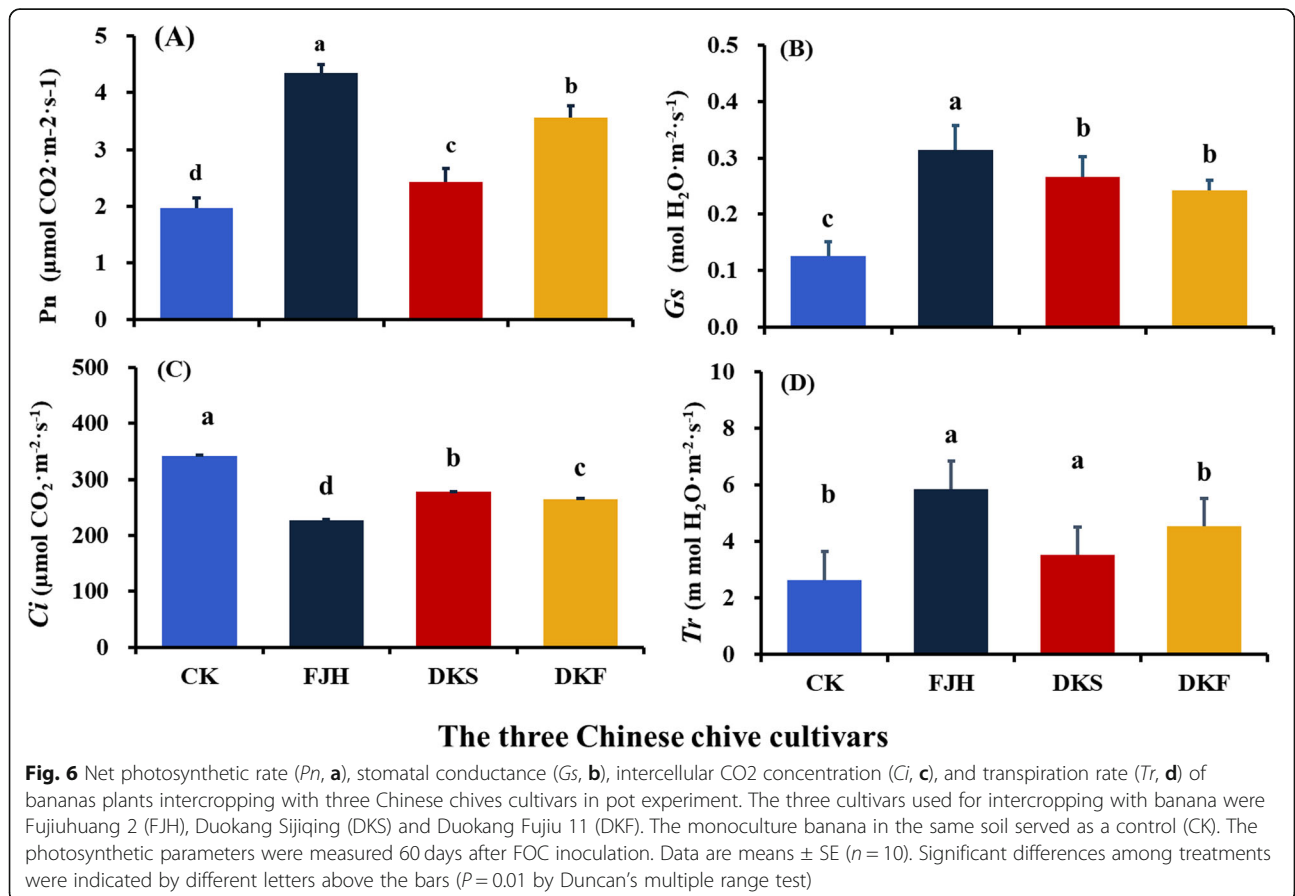 (A)
Pn (µmol CO2·m-2·s-1)
5
4
3
2
1
0
d
a
c
b
(B)
Gs (mol H₂O·m⁻²·s⁻¹)
0.5
0.4
0.3
0.2
0.1
0.0
c
a
b
b
(C)
Ci (µmol CO₂·m⁻²·s⁻¹)
500
400
300
200
100
0
a
d
b
c
CK FJH DKS DKF
(D)
Tr (m mol H₂O·m⁻²·s⁻¹)
10
8
6
4
2
0
b
a
a
b
CK FJH DKS DKF
The three Chinese chive cultivars
Fig. 6 Net photosynthetic rate (Pn, a), stomatal conductance (Gs, b), intercellular CO2 concentration (Ci, c), and transpiration rate (Tr, d) of
bananas plants intercropping with three Chinese chives cultivars in pot experiment. The three cultivars used for intercropping with banana were
Fujiuhuang 2 (FJH), Duokang Sijiqing (DKS) and Duokang Fujiu 11 (DKF). The monoculture banana in the same soil served as a control (CK). The
photosynthetic parameters were measured 60 days after FOC inoculation. Data are means ± SE (n = 10). Significant differences among treatments
were indicated by different letters above the bars (P = 0.01 by Duncan's multiple range test)